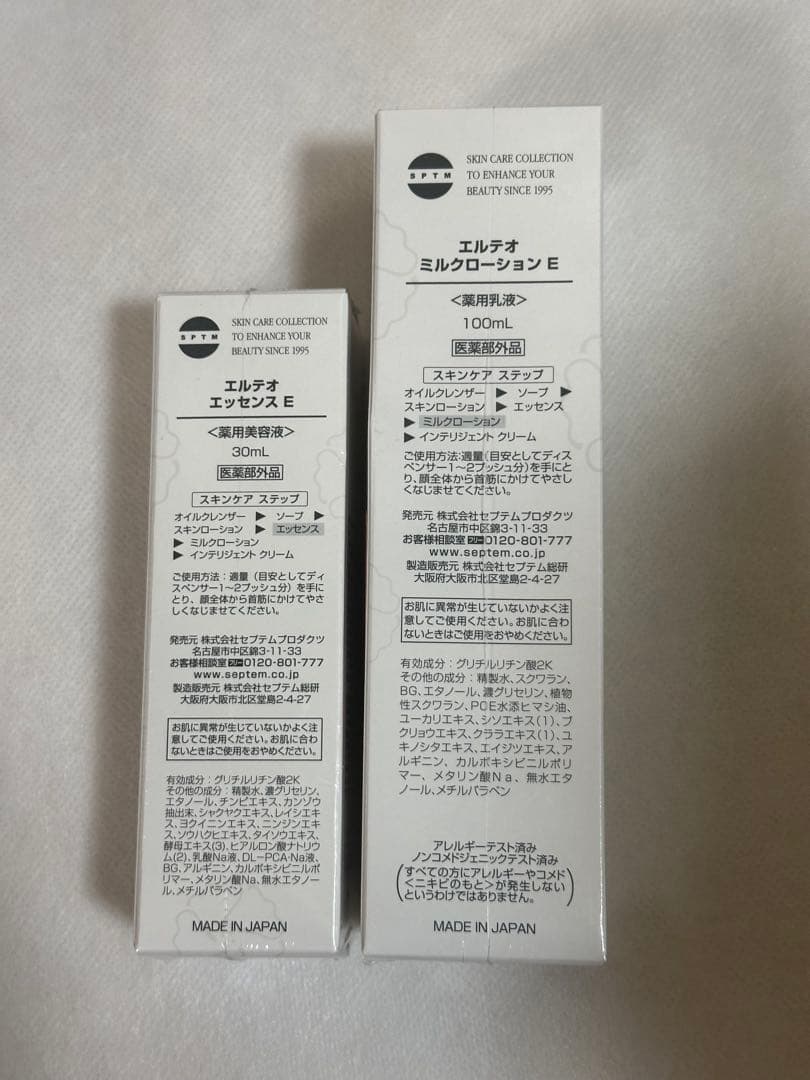 SPTM
SKIN CARE COLLECTION
TO ENHANCE YOUR
BEAUTY SINCE 1995
エルテオ
エッセンス E
<薬用美容液>
30mL
医薬部外品
スキンケア ステップ
オイルクレンザー ▶ ソープ ▶
スキンローション ▶ エッセンス
▶ ミルクローション
▶ インテリジェント クリーム
ご使用方法：適量（目安としてディ
スペンサー1〜2プッシュ分）を手に
とり、顔全体から首筋にかけてやさ
しくなじませてください。
発売元 株式会社セプテムプロダクツ
名古屋市中区錦3-11-33
お客様相談室 フリー0120-801-777
www.septem.co.jp
製造販売元 株式会社セプテム総研
大阪府大阪市北区堂島2-4-27
お肌に異常が生じていないかよく注
意してご使用ください。お肌に合わ
ないときはご使用をおやめください。
有効成分：グリチルリチン酸2K
その他の成分：精製水、濃グリセリン、
エタノール、チンピエキス、カンゾウ
抽出末、シャクヤクエキス、レイシエキ
ス、ヨクイニンエキス、ニンジンエキ
ス、ソウハクヒエキス、タイソウエキス、
酵母エキス(3)、ヒアルロン酸ナトリウ
ム(2)、乳酸Na液、DL-PCA・Na液、
BG、アルギニン、カルボキシビニルポ
リマー、メタリン酸Na、無水エタノー
ル、メチルパラベン
MADE IN JAPAN
SPTM
SKIN CARE COLLECTION
TO ENHANCE YOUR
BEAUTY SINCE 1995
エルテオ
ミルクローション E
<薬用乳液>
100mL
医薬部外品
スキンケア ステップ
オイルクレンザー ▶ ソープ ▶
スキンローション ▶ エッセンス
▶ ミルクローション
▶ インテリジェント クリーム
ご使用方法：適量（目安としてディス
ペンサー1〜2プッシュ分）を手にと
り、顔全体から首筋にかけてやさし
くなじませてください。
発売元 株式会社セプテムプロダクツ
名古屋市中区錦3-11-33
お客様相談室 フリー0120-801-777
www.septem.co.jp
製造販売元 株式会社セプテム総研
大阪府大阪市北区堂島2-4-27
お肌に異常が生じていないかよく注
意してご使用ください。お肌に合わ
ないときはご使用をおやめください。
有効成分：グリチルリチン酸2K
その他の成分：精製水、スクワラン、
BG、エタノール、濃グリセリン、植物
性スクワラン、POE水添ヒマシ油、
ユーカリエキス、シソエキス(1)、ブ
クリョウエキス、クララエキス(1)、ユ
キノシタエキス、エイジツエキス、ア
ルギニン、カルボキシビニルポリ
マー、メタリン酸Na、無水エタ
ノール、メチルパラベン
アレルギーテスト済み
ノンコメドジェニックテスト済み
(すべての方にアレルギーやコメド
<ニキビのもと>が発生しない
というわけではありません。)
MADE IN JAPAN